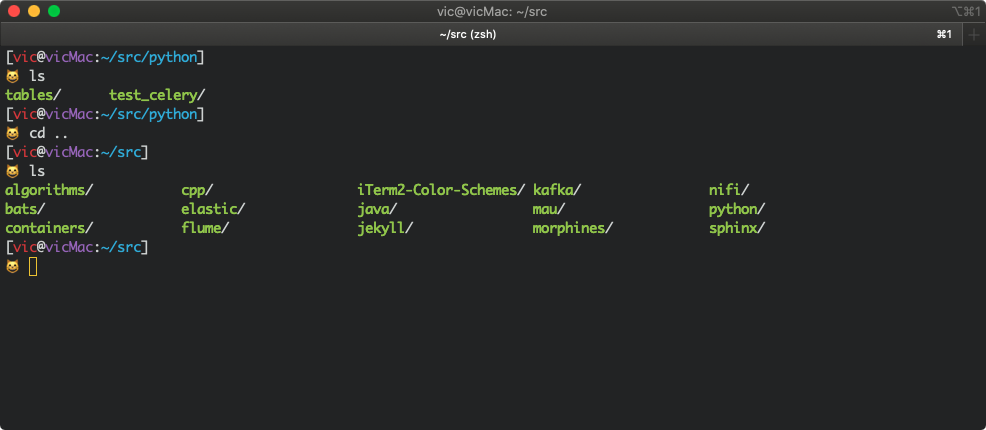 vic@vicMac: ~/src
⌥⌘1
~/src (zsh)
⌘1
[vic@vicMac:~/src/python]
😺 ls
tables/ test_celery/
[vic@vicMac:~/src/python]
😺 cd ..
[vic@vicMac:~/src]
😺 ls
algorithms/ cpp/ iTerm2-Color-Schemes/ kafka/ nifi/
bats/ elastic/ java/ mau/ python/
containers/ flume/ jekyll/ morphines/ sphinx/
[vic@vicMac:~/src]
😺